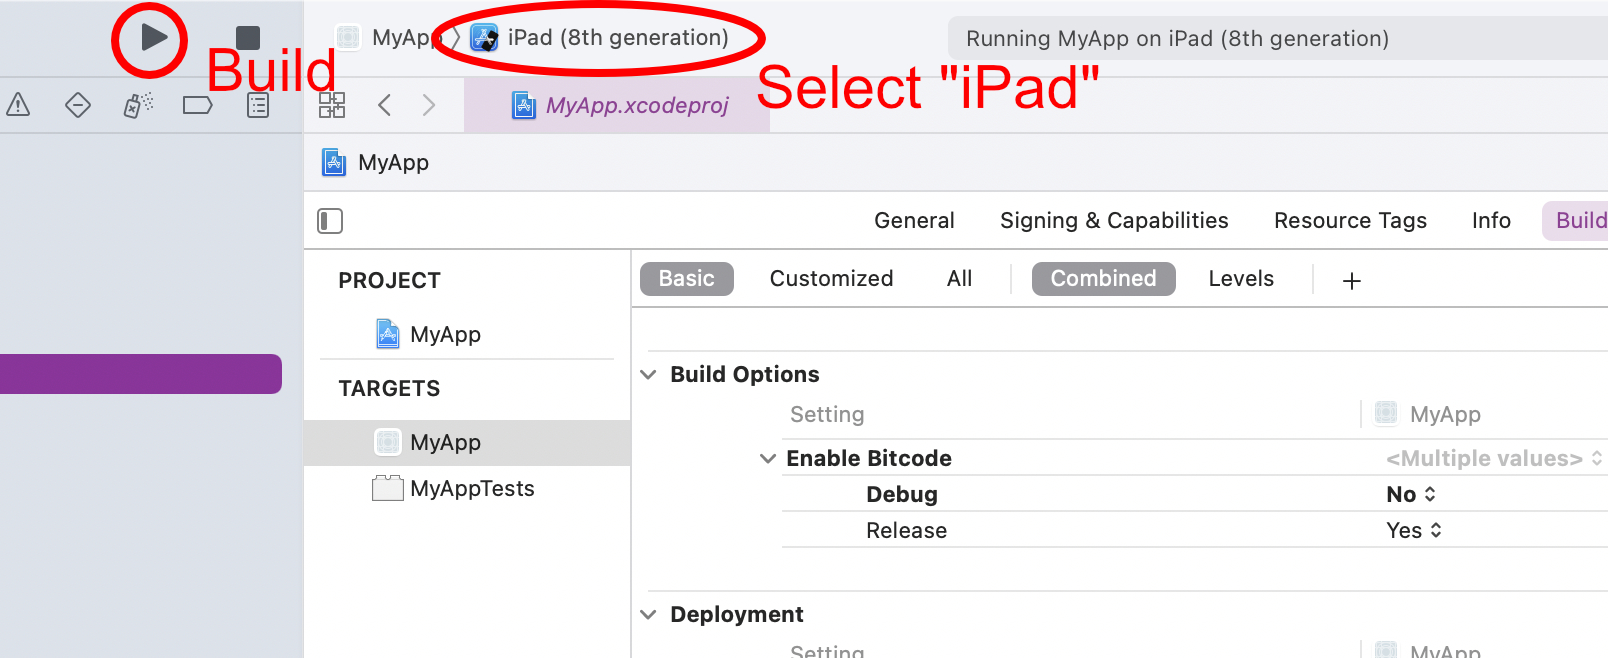 MyApp 〉 iPad (8th generation)
Running MyApp on iPad (8th generation)
Build
Select "iPad"
MyApp.xcodeproj
MyApp
General Signing & Capabilities Resource Tags Info Build
PROJECT
MyApp
TARGETS
MyApp
MyAppTests
Basic Customized All Combined Levels +
Build Options
Setting MyApp
Enable Bitcode <Multiple values>
Debug No
Release Yes
Deployment
Setting MyApp